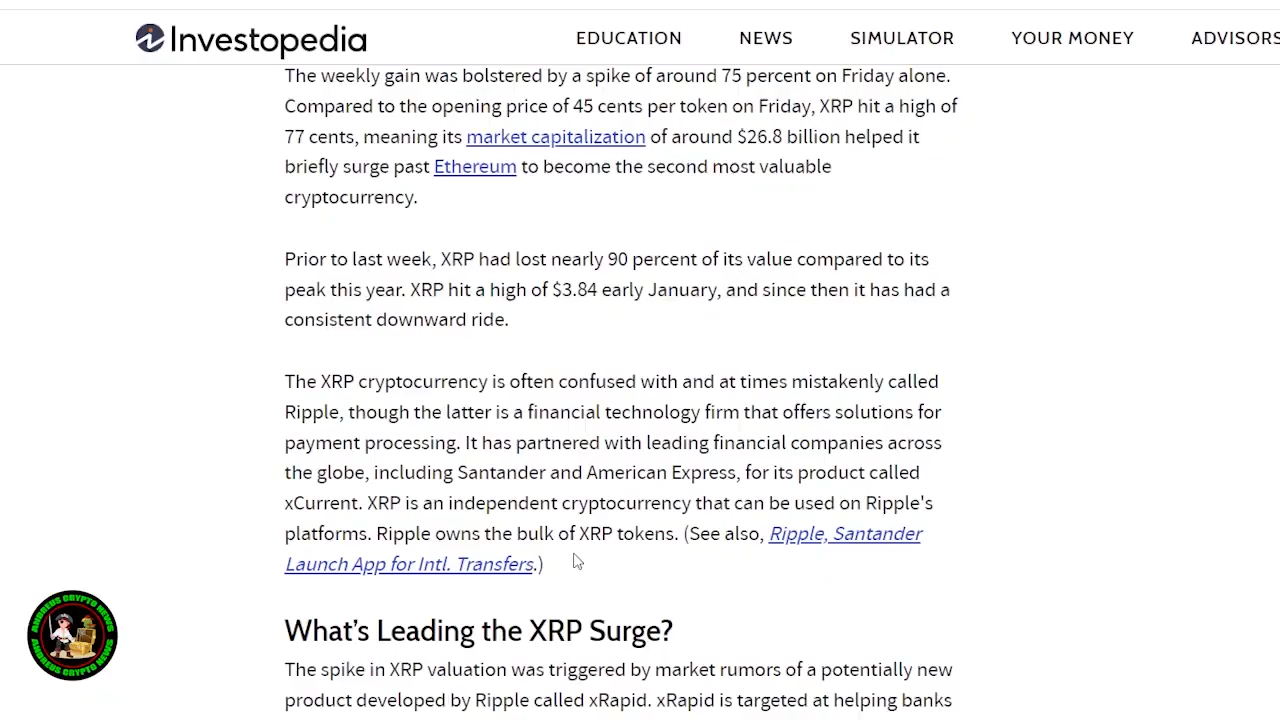 Investopedia
EDUCATION NEWS SIMULATOR YOUR MONEY ADVISORS
The weekly gain was bolstered by a spike of around 75 percent on Friday alone.
Compared to the opening price of 45 cents per token on Friday, XRP hit a high of
77 cents, meaning its market capitalization of around $26.8 billion helped it
briefly surge past Ethereum to become the second most valuable
cryptocurrency.
Prior to last week, XRP had lost nearly 90 percent of its value compared to its
peak this year. XRP hit a high of $3.84 early January, and since then it has had a
consistent downward ride.
The XRP cryptocurrency is often confused with and at times mistakenly called
Ripple, though the latter is a financial technology firm that offers solutions for
payment processing. It has partnered with leading financial companies across
the globe, including Santander and American Express, for its product called
xCurrent. XRP is an independent cryptocurrency that can be used on Ripple's
platforms. Ripple owns the bulk of XRP tokens. (See also, Ripple, Santander
Launch App for Intl. Transfers.)
What’s Leading the XRP Surge?
The spike in XRP valuation was triggered by market rumors of a potentially new
product developed by Ripple called xRapid. xRapid is targeted at helping banks
ANDREUS CRYPTO NEWS
ANDREUS CRYPTO NEWS